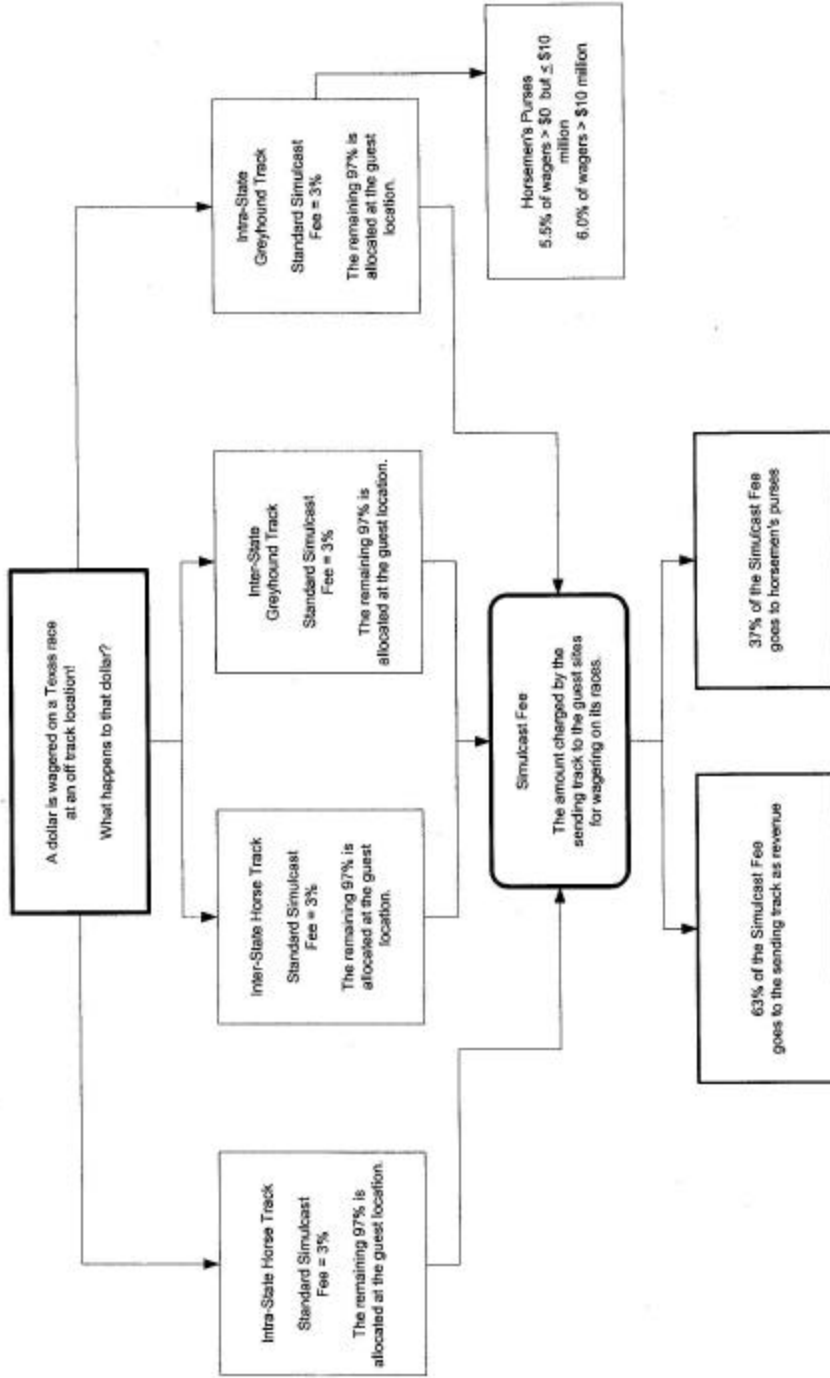 A dollar is wagered on a Texas race
at an off track location!
What happens to that dollar?
Intra-State Horse Track
Standard Simulcast
Fee = 3%
The remaining 97% is
allocated at the guest location.
Inter-State Horse Track
Standard Simulcast
Fee = 3%
The remaining 97% is
allocated at the guest
location.
Inter-State
Greyhound Track
Standard Simulcast
Fee = 3%
The remaining 97% is
allocated at the guest location.
Intra-State
Greyhound Track
Standard Simulcast
Fee = 3%
The remaining 97% is
allocated at the guest
location.
Simulcast Fee
The amount charged by the
sending track to the guest sites
for wagering on its races.
Horsemen's Purses
5.5% of wagers > $0 but ≤ $10
million
6.0% of wagers > $10 million
63% of the Simulcast Fee
goes to the sending track as revenue
37% of the Simulcast Fee
goes to horsemen's purses